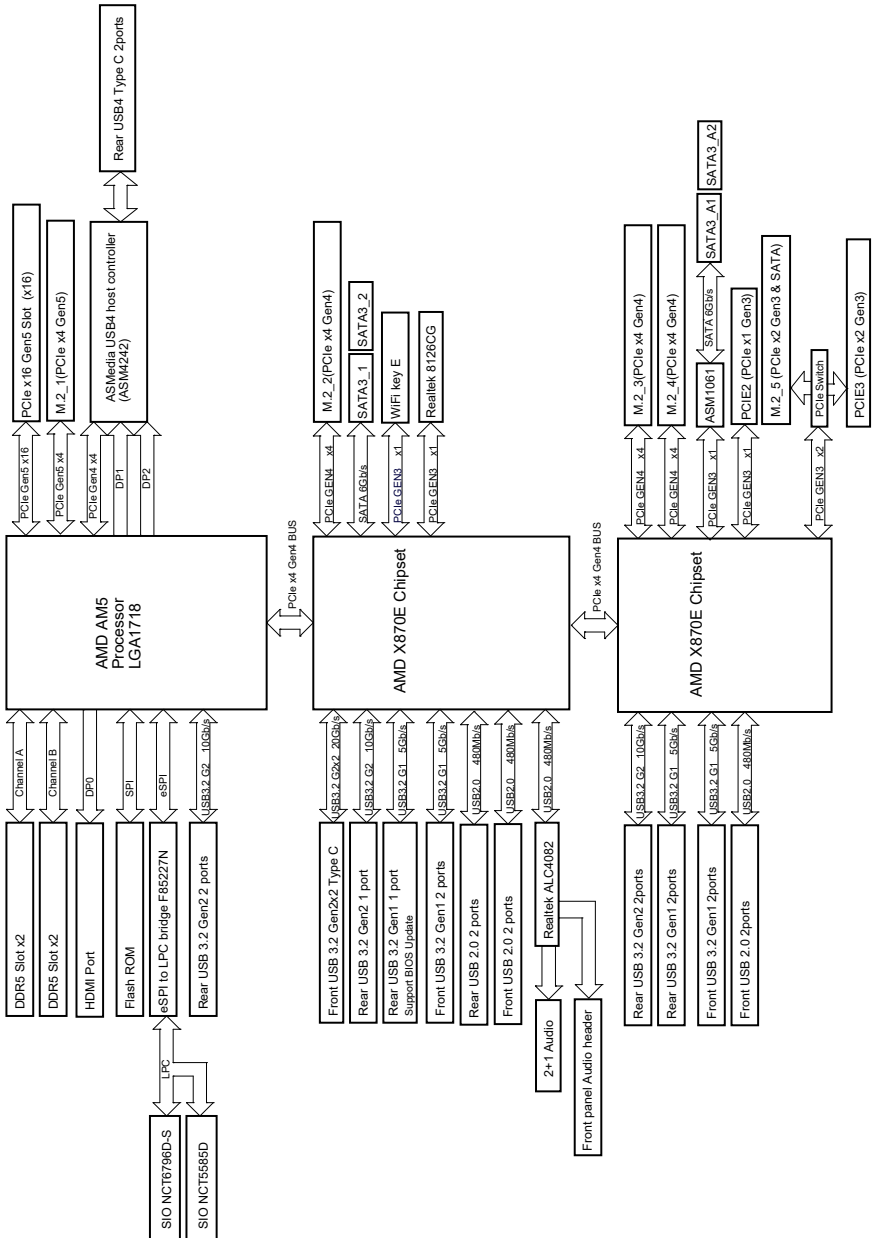 PCIe x16 Gen5 Slot (x16)
M.2_1(PCIe x4 Gen5)
ASMedia USB4 host controller
(ASM4242)
Rear USB4 Type C 2ports
PCIe Gen5 x16
PCIe Gen5 x4
PCIe Gen4 x4
DP1
DP2
AMD AM5
Processor
LGA1718
Channel A
Channel B
DP0
SPI
eSPI
USB3.2 G2 10Gb/s
DDR5 Slot x2
DDR5 Slot x2
HDMI Port
Flash ROM
eSPI to LPC bridge F85227N
Rear USB 3.2 Gen2 2 ports
LPC
SIO NCT6796D-S
SIO NCT5585D
PCIe x4 Gen4 BUS
M.2_2(PCIe x4 Gen4)
SATA3_1
SATA3_2
WiFi key E
Realtek 8126CG
PCIe GEN4 x4
SATA 6Gb/s
PCIe GEN3 x1
PCIe GEN3 x1
AMD X870E Chipset
USB3.2 G2x2 20Gb/s
USB3.2 G2 10Gb/s
USB3.2 G1 5Gb/s
USB3.2 G1 5Gb/s
USB2.0 480Mb/s
USB2.0 480Mb/s
USB2.0 480Mb/s
Front USB 3.2 Gen2x2 Type C
Rear USB 3.2 Gen2 1 port
Rear USB 3.2 Gen1 1 port
Support BIOS Update
Front USB 3.2 Gen1 2 ports
Rear USB 2.0 2 ports
Front USB 2.0 2 ports
Realtek ALC4082
2+1 Audio
Front panel Audio header
PCIe x4 Gen4 BUS
M.2_3(PCIe x4 Gen4)
M.2_4(PCIe x4 Gen4)
ASM1061
SATA 6Gb/s
SATA3_A1
SATA3_A2
PCIE2 (PCIe x1 Gen3)
M.2_5 (PCIe x2 Gen3 & SATA)
PCIe Switch
PCIE3 (PCIe x2 Gen3)
PCIe GEN4 x4
PCIe GEN4 x4
PCIe GEN3 x1
PCIe GEN3 x1
PCIe GEN3 x2
AMD X870E Chipset
USB3.2 G2 10Gb/s
USB3.2 G1 5Gb/s
USB3.2 G1 5Gb/s
USB2.0 480Mb/s
Rear USB 3.2 Gen2 2ports
Rear USB 3.2 Gen1 2ports
Front USB 3.2 Gen1 2ports
Front USB 2.0 2ports